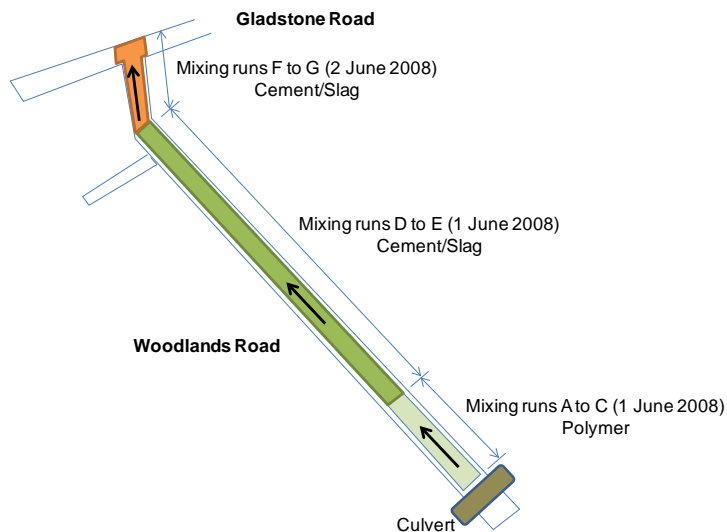 Gladstone Road
Mixing runs F to G (2 June 2008)
Cement/Slag
Mixing runs D to E (1 June 2008)
Cement/Slag
Woodlands Road
Mixing runs A to C (1 June 2008)
Polymer
Culvert